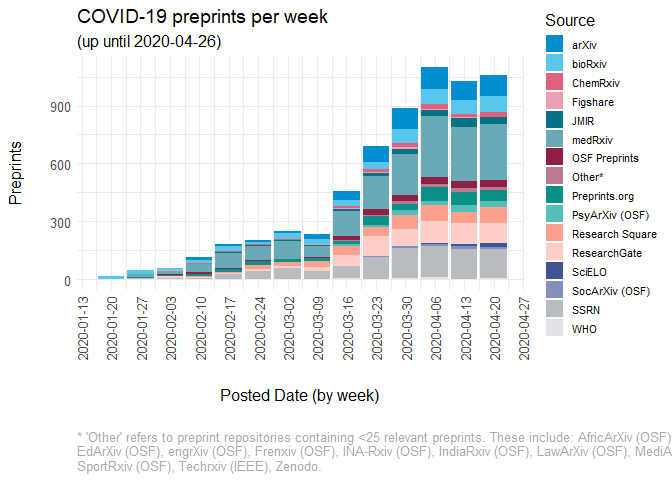 COVID-19 preprints per week
(up until 2020-04-26)
Preprints
900
600
300
0
2020-01-13
2020-01-20
2020-01-27
2020-02-03
2020-02-10
2020-02-17
2020-02-24
2020-03-02
2020-03-09
2020-03-16
2020-03-23
2020-03-30
2020-04-06
2020-04-13
2020-04-20
2020-04-27
Posted Date (by week)
Source
arXiv
bioRxiv
ChemRxiv
Figshare
JMIR
medRxiv
OSF Preprints
Other*
Preprints.org
PsyArXiv (OSF)
Research Square
ResearchGate
SciELO
SocArXiv (OSF)
SSRN
WHO
* 'Other' refers to preprint repositories containing <25 relevant preprints. These include: AfricArXiv (OSF)
EdArXiv (OSF), engrXiv (OSF), Frenxiv (OSF), INA-Rxiv (OSF), IndiaRxiv (OSF), LawArXiv (OSF), MediA
SportRxiv (OSF), Techrxiv (IEEE), Zenodo.